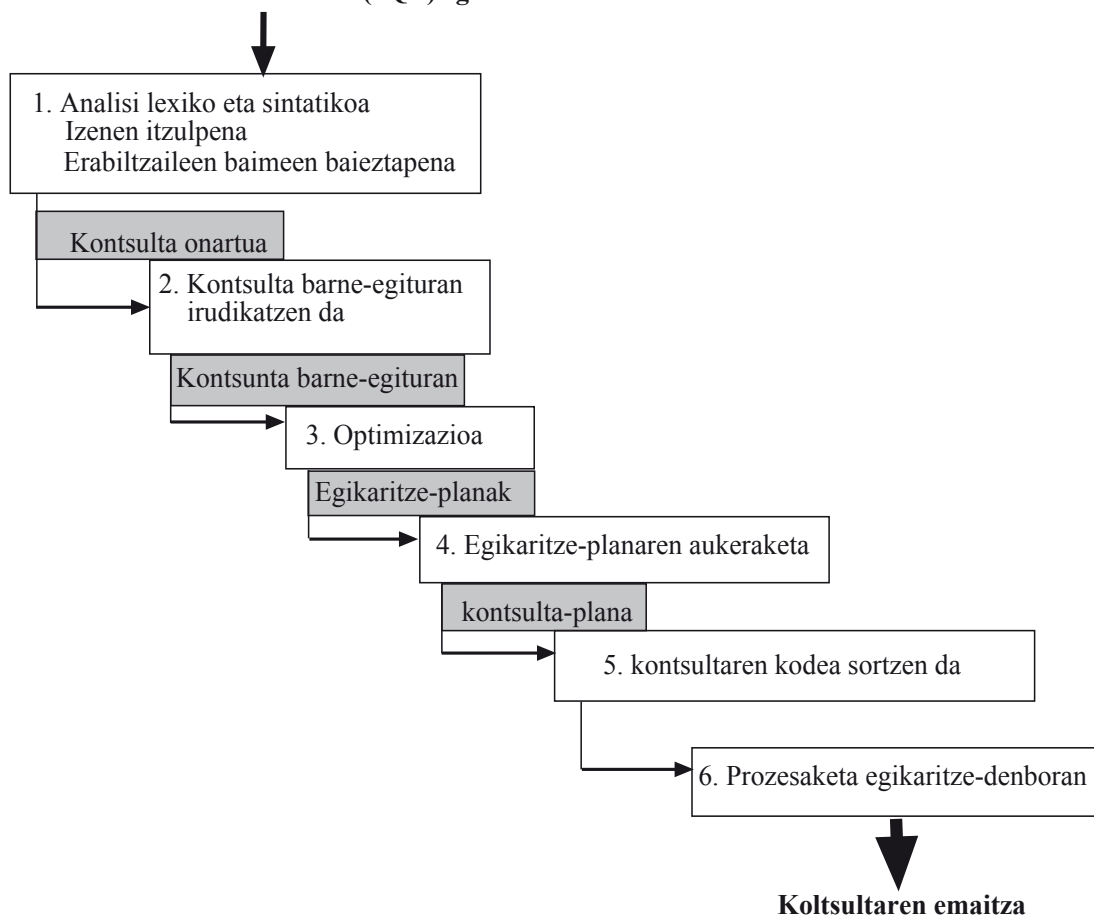 1. Analisi lexiko eta sintatikoa
Izenen itzulpena
Erabiltzaileen baimeen baieztapena
Kontsulta onartua
2. Kontsulta barne-egituran
irudikatzen da
Kontsunta barne-egituran
3. Optimizazioa
Egikaritze-planak
4. Egikaritze-planaren aukeraketa
kontsulta-plana
5. kontsultaren kodea sortzen da
6. Prozesaketa egikaritze-denboran
Koltsultaren emaitza